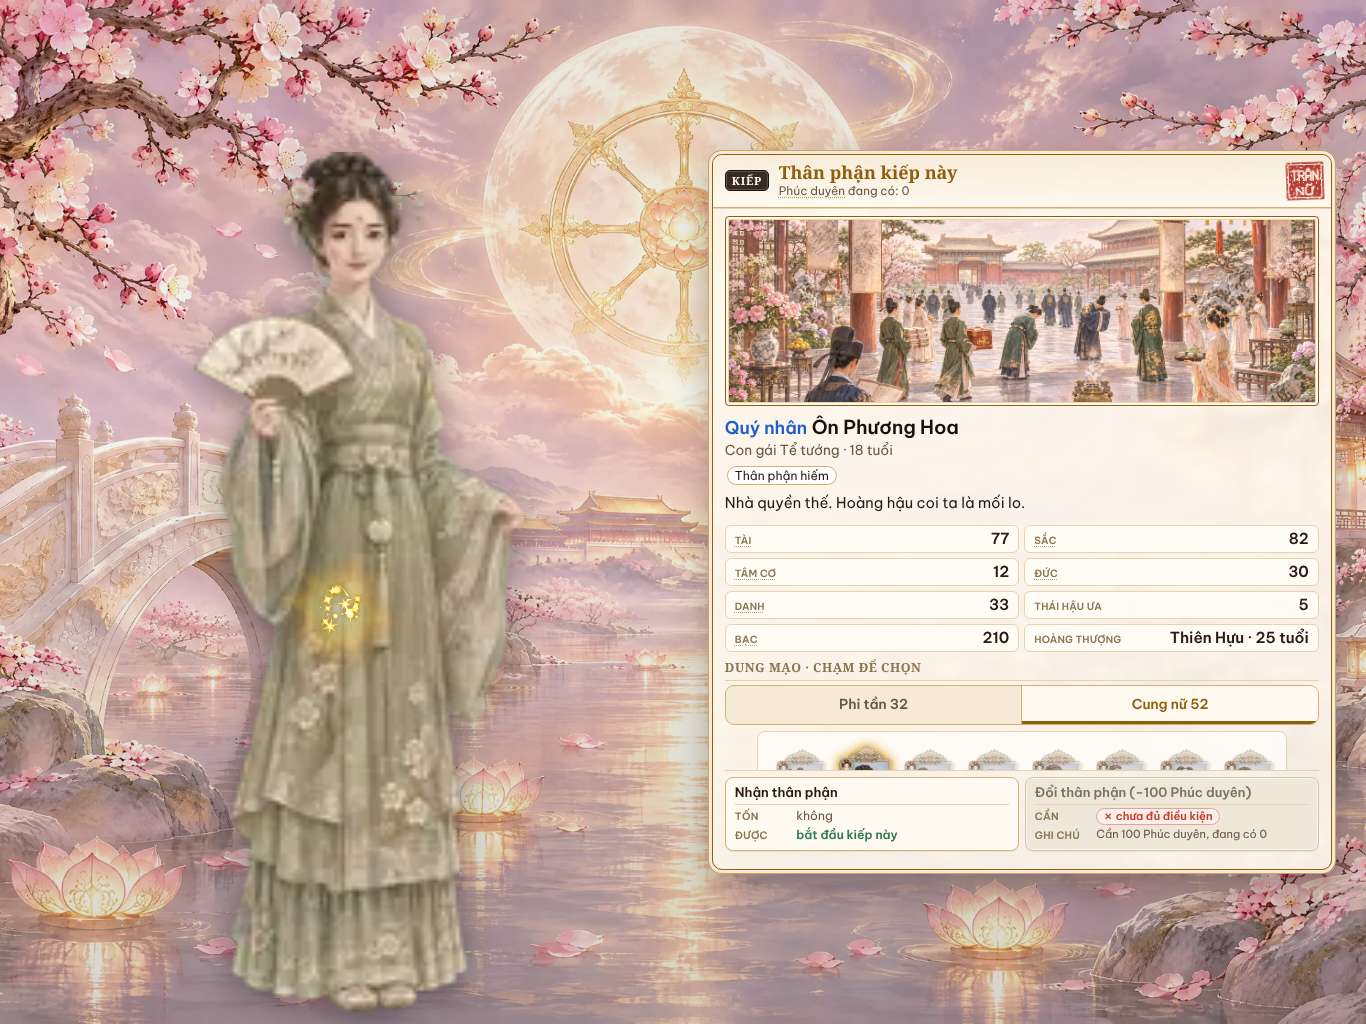 KIẾP
Thân phận kiếp này
Phúc duyên đang có: 0
TRÂN
NỮ
Quý nhân Ôn Phương Hoa
Con gái Tể tướng · 18 tuổi
Thân phận hiếm
Nhà quyền thế. Hoàng hậu coi ta là mối lo.
TÀI 77
SẮC 82
TÂM CƠ 12
ĐỨC 30
DANH 33
THÁI HẬU ƯA 5
BẠC 210
HOÀNG THƯỢNG Thiên Hựu · 25 tuổi
DUNG MẠO · CHẠM ĐỂ CHỌN
Phi tần 32
Cung nữ 52
Nhận thân phận
TỐN không
ĐƯỢC bắt đầu kiếp này
Đổi thân phận (-100 Phúc duyên)
CẦN × chưa đủ điều kiện
GHI CHÚ Cần 100 Phúc duyên, đang có 0